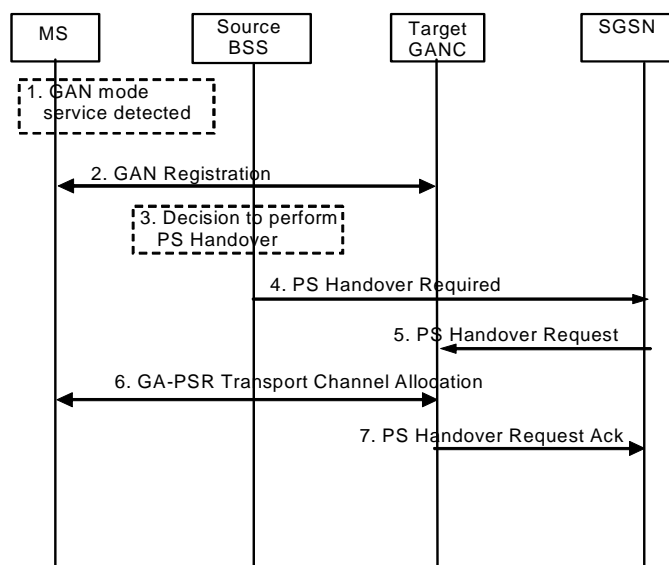 MS
Source
BSS
Target
GANC
SGSN
1. GAN mode
service detected
2. GAN Registration
3. Decision to perform
PS Handover
4. PS Handover Required
5. PS Handover Request
6. GA-PSR Transport Channel Allocation
7. PS Handover Request Ack